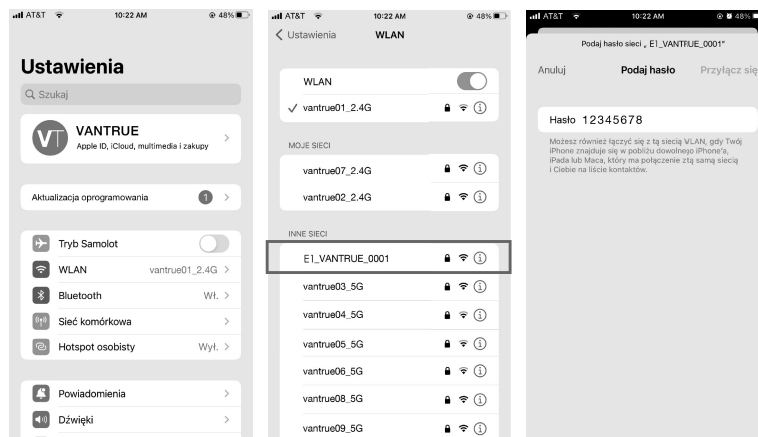 AT&T 10:22 AM 48%
Ustawienia
Szukaj
VT
VANTRUE
Apple ID, iCloud, multimedia i zakupy
Aktualizacja oprogramowania 1
Tryb Samolot
WLAN vantrue01_2.4G
Bluetooth Wł.
Sieć komórkowa
Hotspot osobisty Wył.
Powiadomienia
Dźwięki
AT&T 10:22 AM 48%
Ustawienia WLAN
WLAN
vantrue01_2.4G
MOJE SIECI
vantrue07_2.4G
vantrue02_2.4G
INNE SIECI
E1_VANTRUE_0001
vantrue03_5G
vantrue04_5G
vantrue05_5G
vantrue06_5G
vantrue08_5G
vantrue09_5G
AT&T 10:22 AM 48%
Podaj hasło sieci „ E1_VANTRUE_0001”
Anuluj Podaj hasło Przyłącz się
Hasło 12345678
Możesz również łączyć się z tą siecią WLAN, gdy Twój
iPhone znajduje się w pobliżu dowolnego iPhone’a,
iPada lub Maca, który ma połączenie ztą samą siecią
i Ciebie na liście kontaktów.